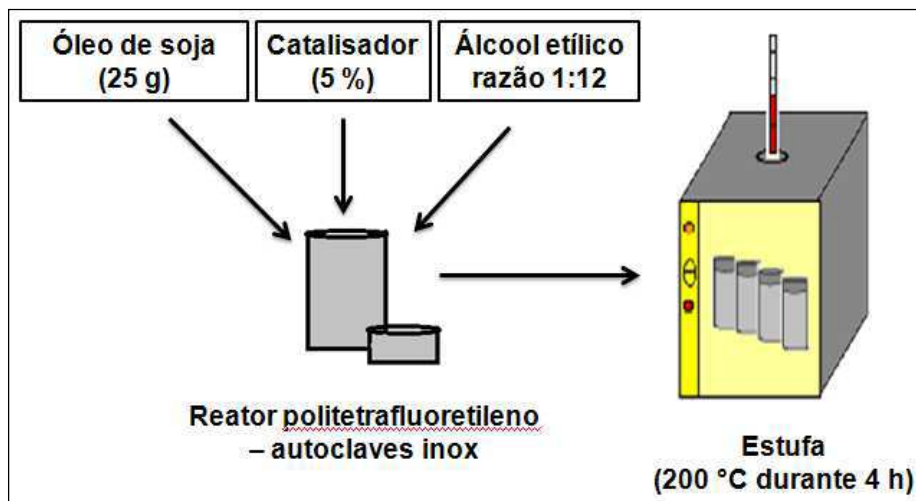 Óleo de soja
(25 g)
Catalisador
(5 %)
Álcool etílico
razão 1:12
Reator politetrafluoretileno
– autoclaves inox
Estufa
(200 °C durante 4 h)